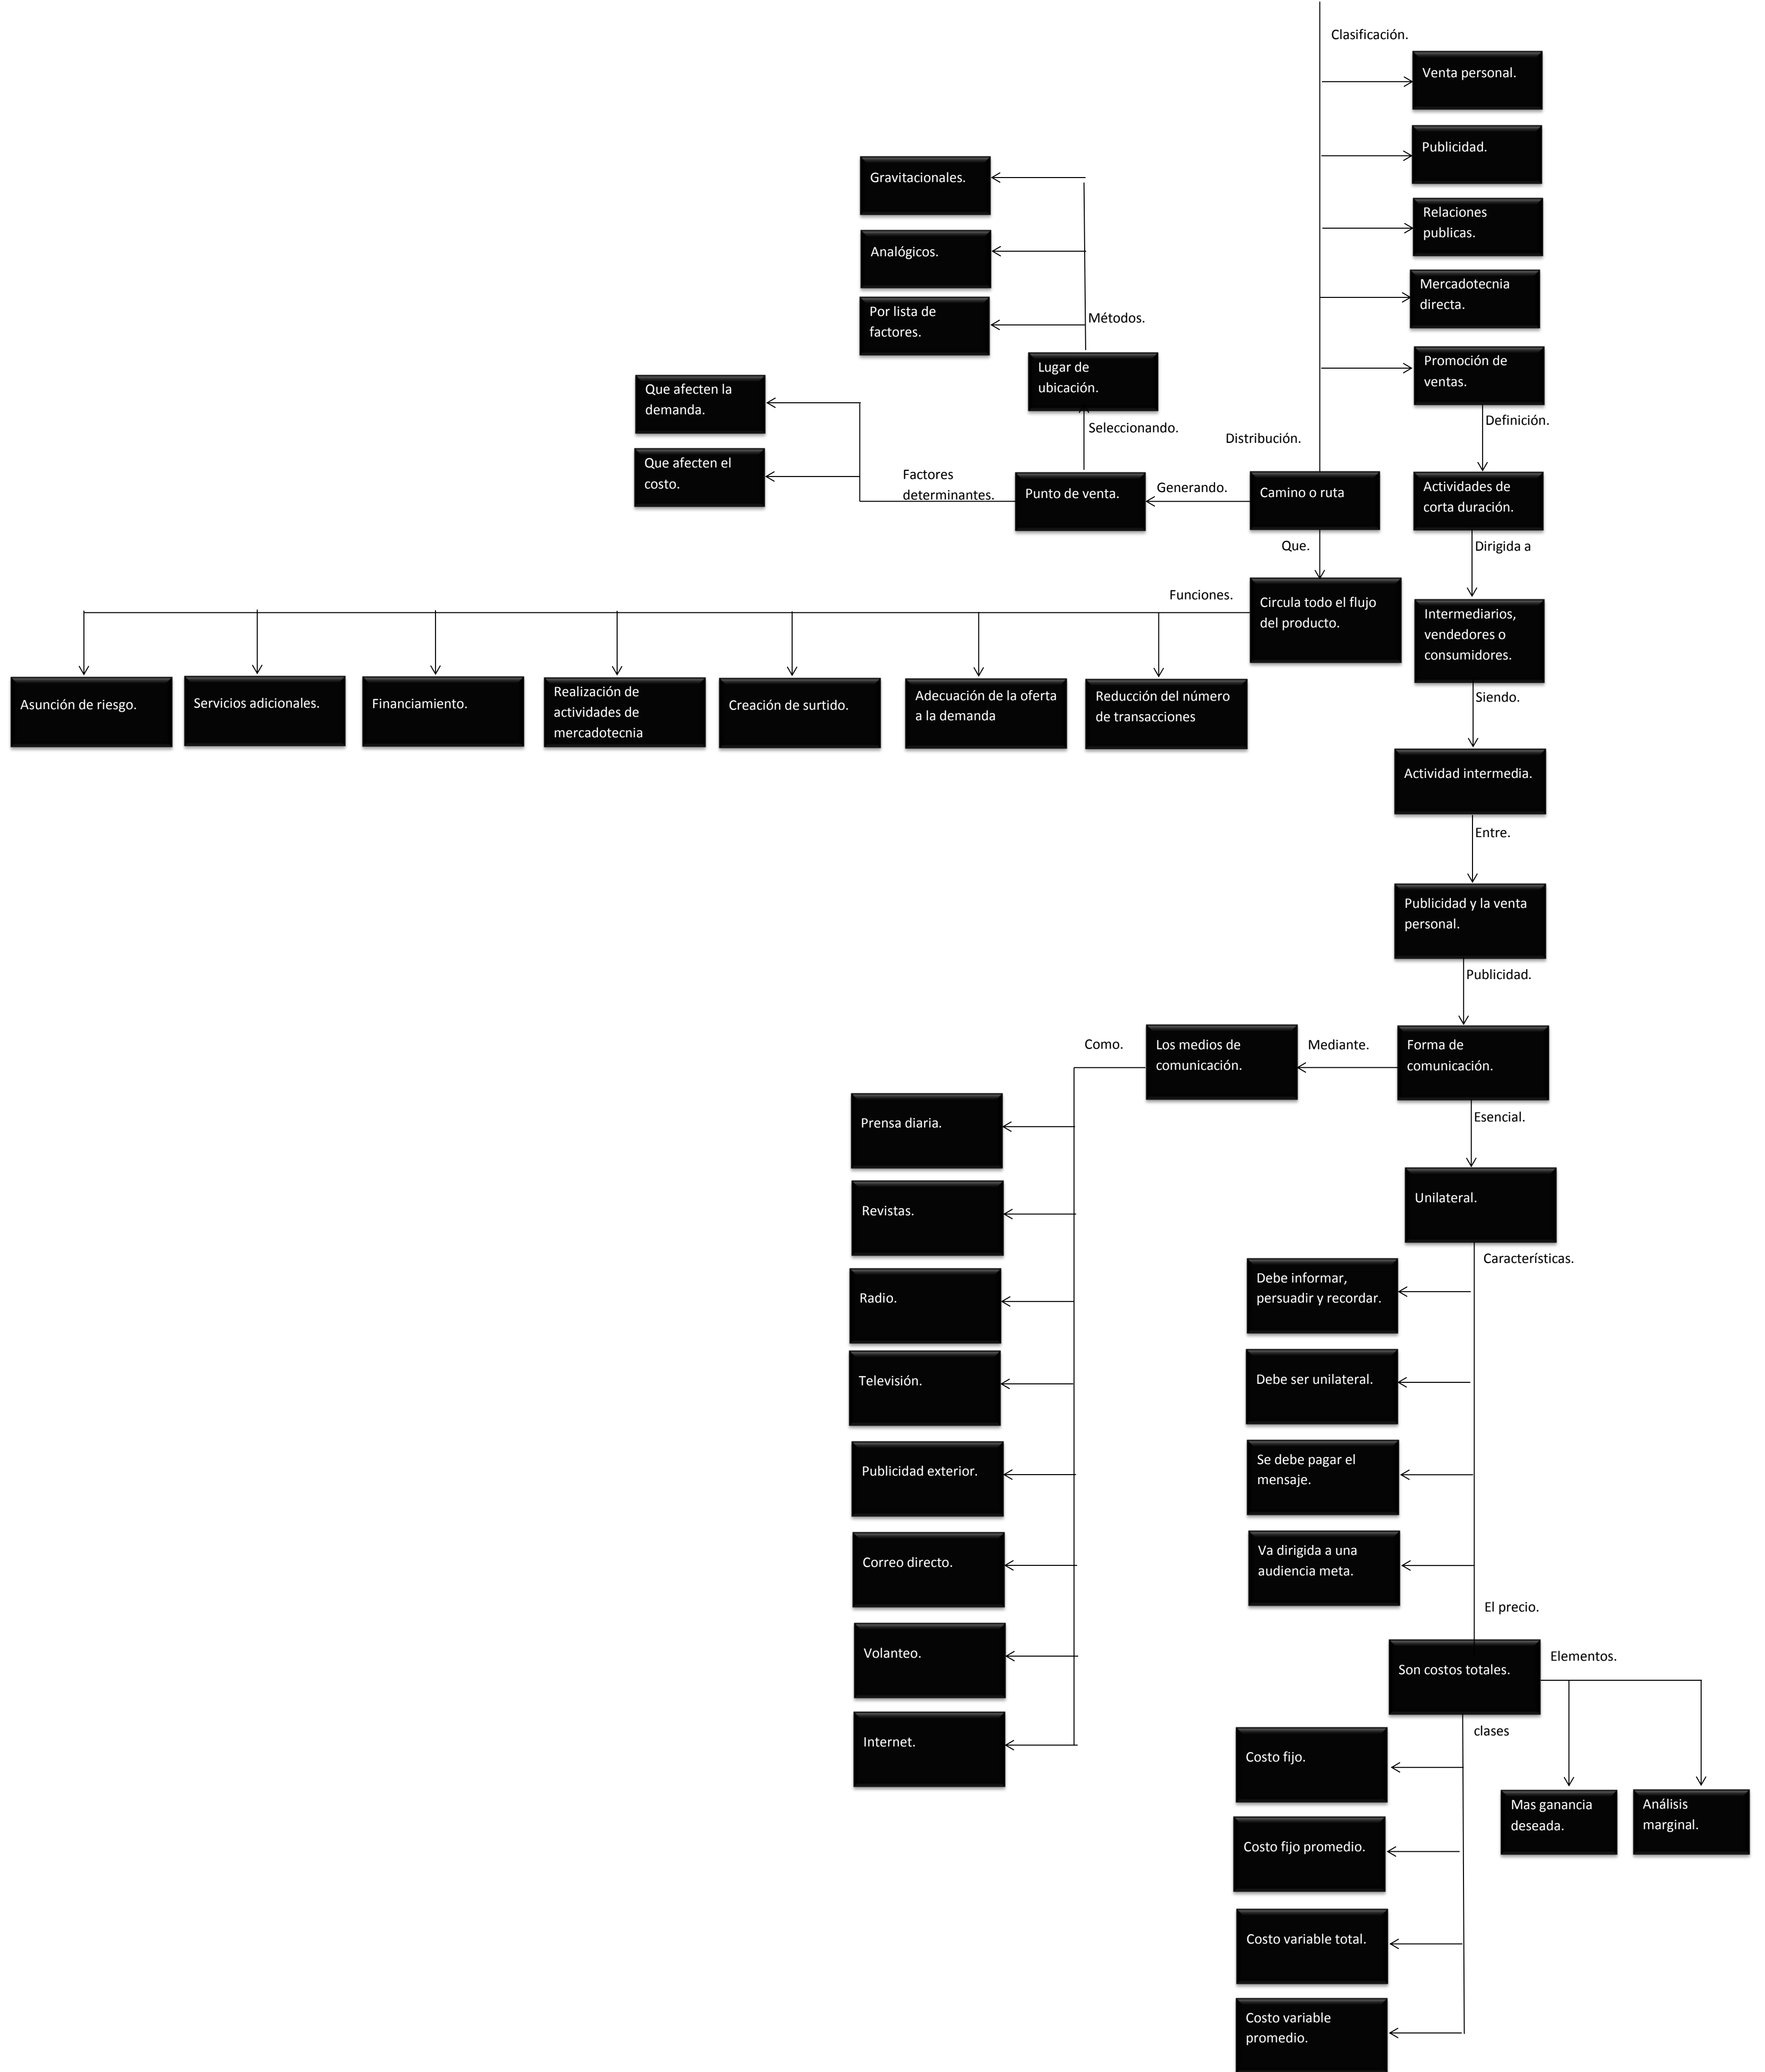 Clasificación.
Venta personal.
Publicidad.
Relaciones
publicas.
Mercadotecnia
directa.
Promoción de
ventas.
Definición.
Gravitacionales.
Analógicos.
Por lista de
factores.
Métodos.
Lugar de
ubicación.
Seleccionando.
Que afecten la
demanda.
Que afecten el
costo.
Factores
determinantes.
Punto de venta.
Generando.
Distribución.
Camino o ruta
Que.
Actividades de
corta duración.
Dirigida a
Funciones.
Circula todo el flujo
del producto.
Intermediarios,
vendedores o
consumidores.
Siendo.
Asunción de riesgo.
Servicios adicionales.
Financiamiento.
Realización de
actividades de
mercadotecnia
Creación de surtido.
Adecuación de la oferta
a la demanda
Reducción del número
de transacciones
Actividad intermedia.
Entre.
Publicidad y la venta
personal.
Publicidad.
Como.
Los medios de
comunicación.
Mediante.
Forma de
comunicación.
Esencial.
Prensa diaria.
Revistas.
Radio.
Televisión.
Publicidad exterior.
Correo directo.
Volanteo.
Internet.
Unilateral.
Características.
Debe informar,
persuadir y recordar.
Debe ser unilateral.
Se debe pagar el
mensaje.
Va dirigida a una
audiencia meta.
El precio.
Son costos totales.
Elementos.
clases
Costo fijo.
Costo fijo promedio.
Costo variable total.
Costo variable
promedio.
Mas ganancia
deseada.
Análisis
marginal.